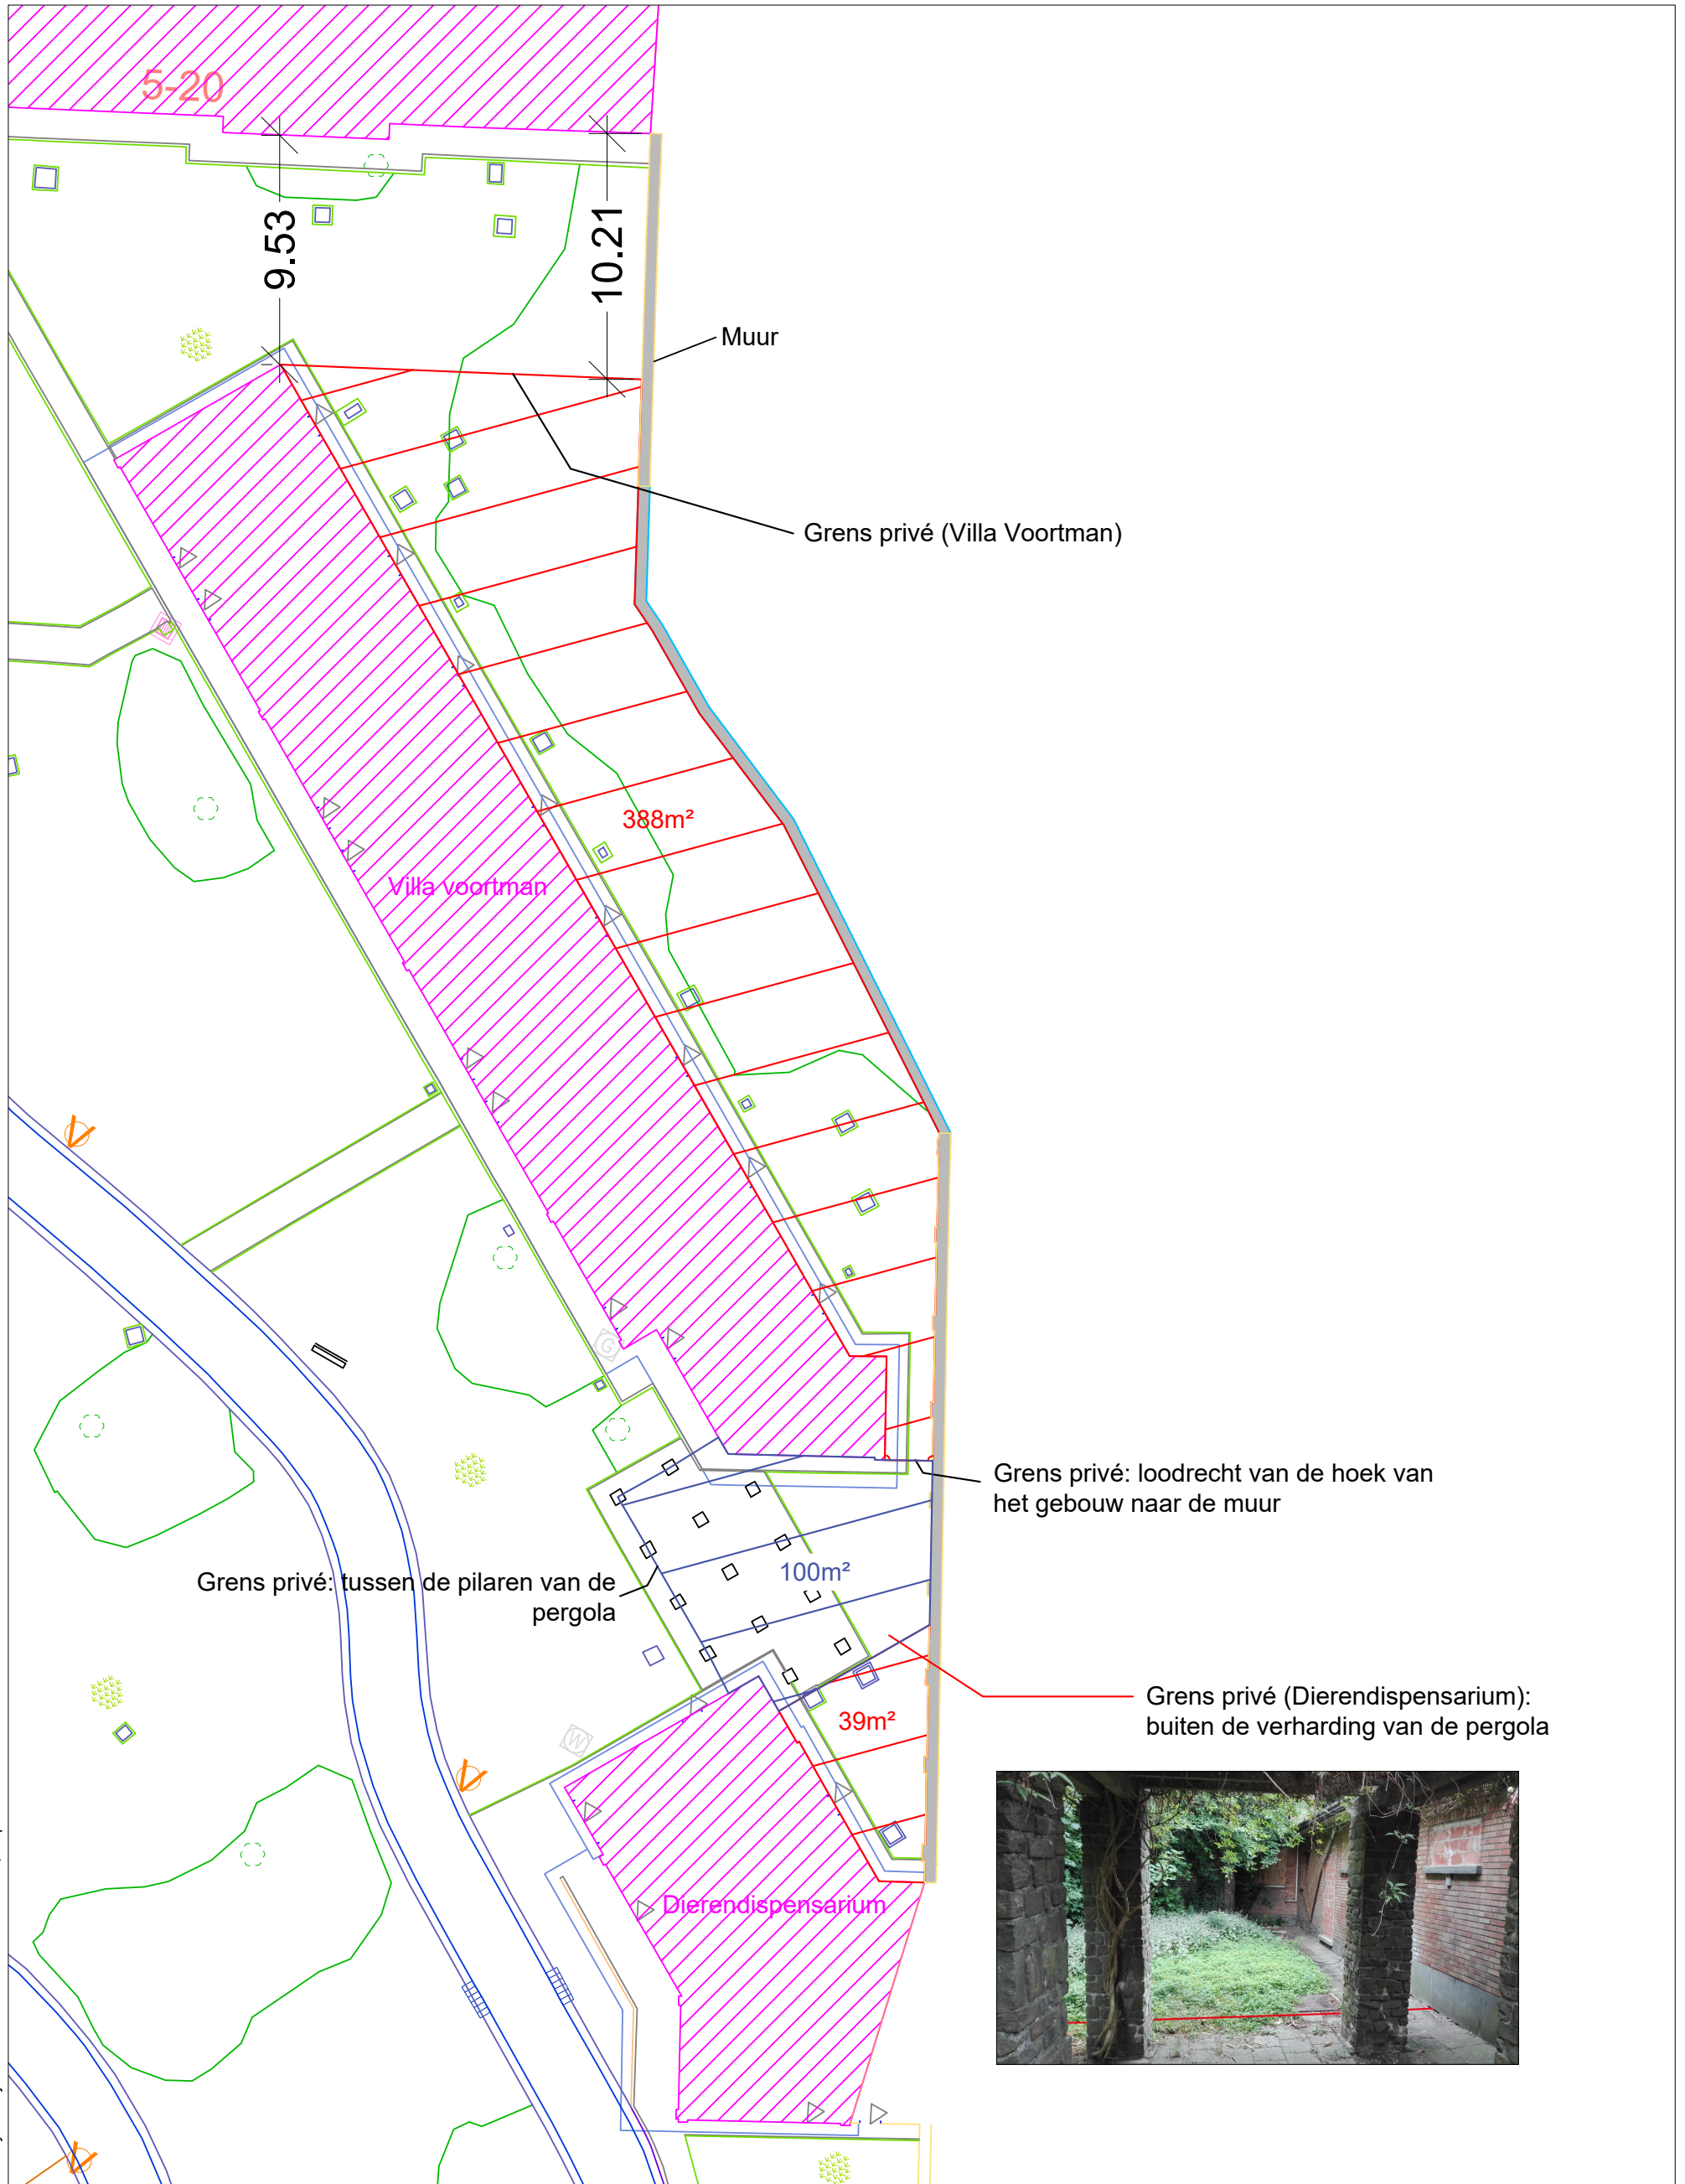 5-20
9.53
10.21
Muur
Grens privé (Villa Voortman)
388m²
Villa voortman
G
Grens privé: loodrecht van de hoek van
het gebouw naar de muur
100m²
Grens privé: tussen de pilaren van de
pergola
Grens privé (Dierendispensarium):
buiten de verharding van de pergola
39m²
W
Dierendispensarium